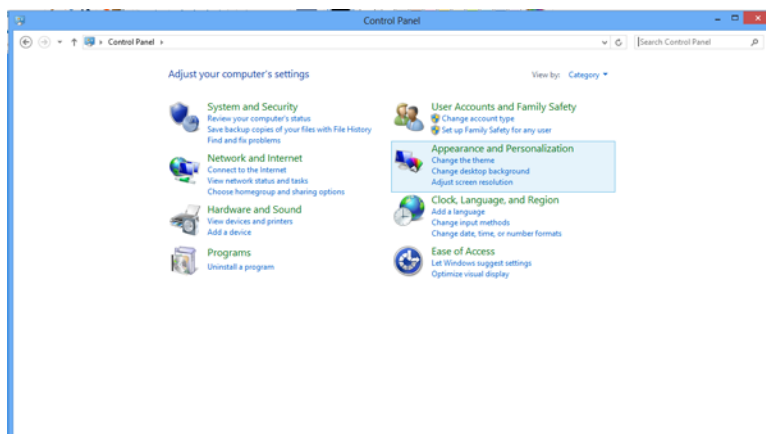 Control Panel
Control Panel
Search Control Panel
Adjust your computer's settings
View by: Category
System and Security
Review your computer's status
Save backup copies of your files with File History
Find and fix problems
Network and Internet
Connect to the Internet
View network status and tasks
Choose homegroup and sharing options
Hardware and Sound
View devices and printers
Add a device
Programs
Uninstall a program
User Accounts and Family Safety
Change account type
Set up Family Safety for any user
Appearance and Personalization
Change the theme
Change desktop background
Adjust screen resolution
Clock, Language, and Region
Add a language
Change input methods
Change date, time, or number formats
Ease of Access
Let Windows suggest settings
Optimize visual display